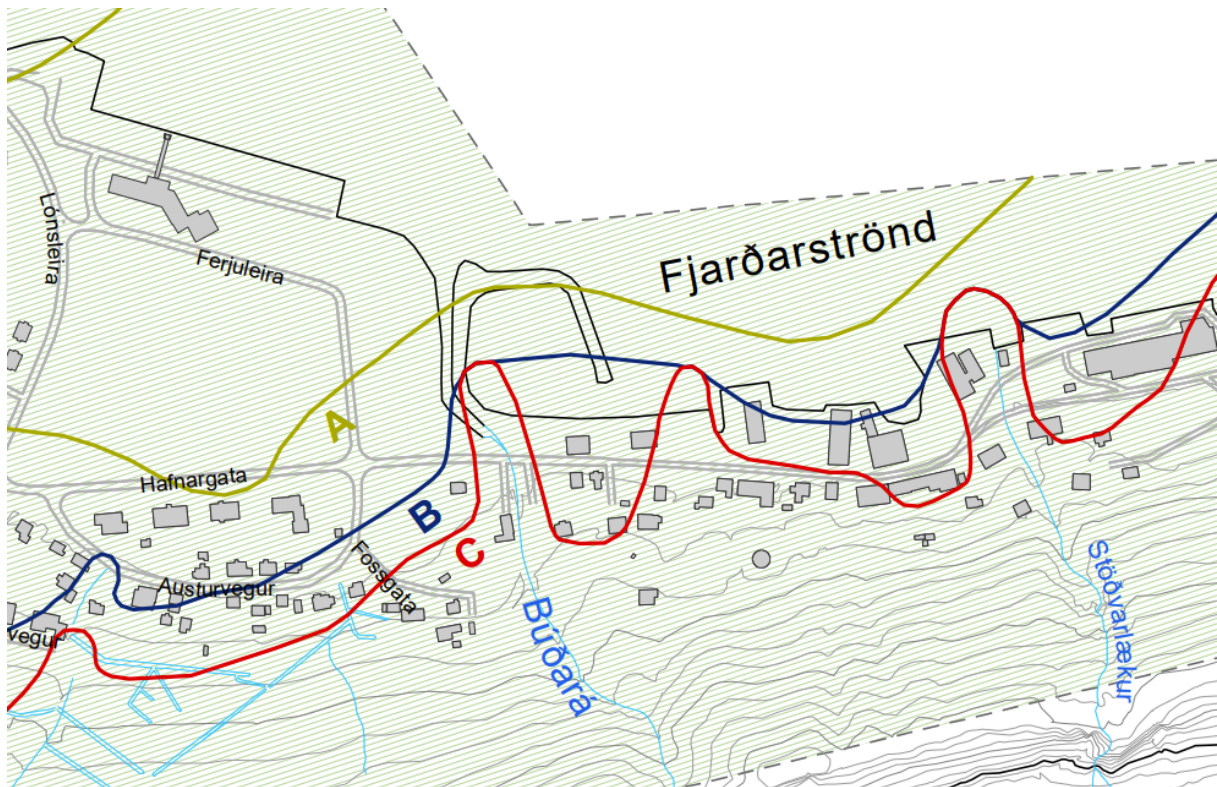 Fjarðarströnd
Lónsleira
Ferjuleira
A
Hafnargata
B
C
Austurvegur
Fossgata
vegur
Búðará
Stöðvarlækur